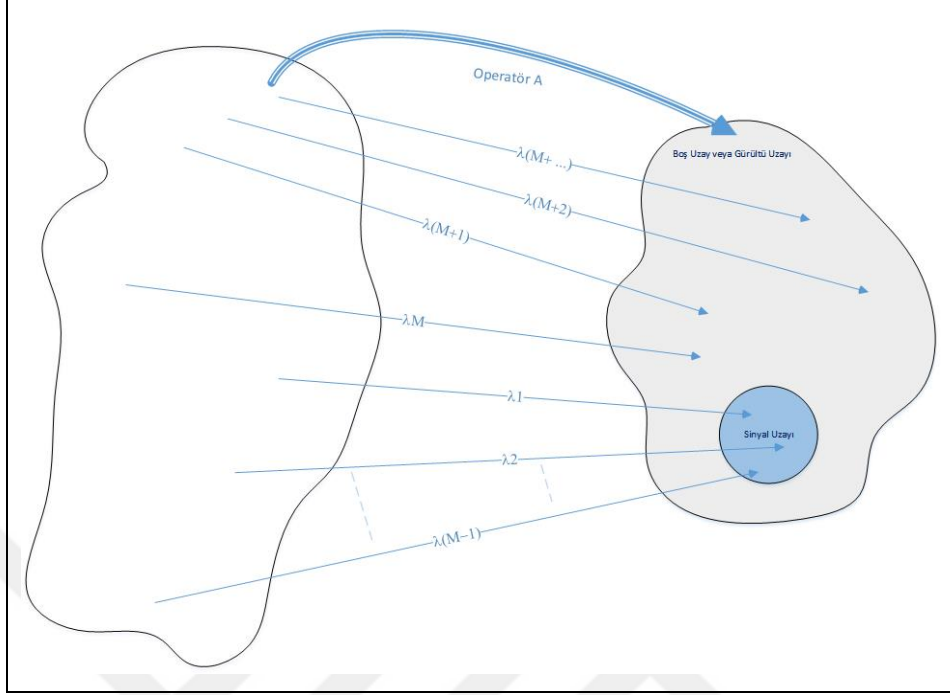 Operatör A
Boş Uzay veya Gürültü Uzayı
λ(M+ ...)
λ(M+2)
λ(M+1)
λM
λ1
Sinyal Uzayı
λ2
λ(M−1)